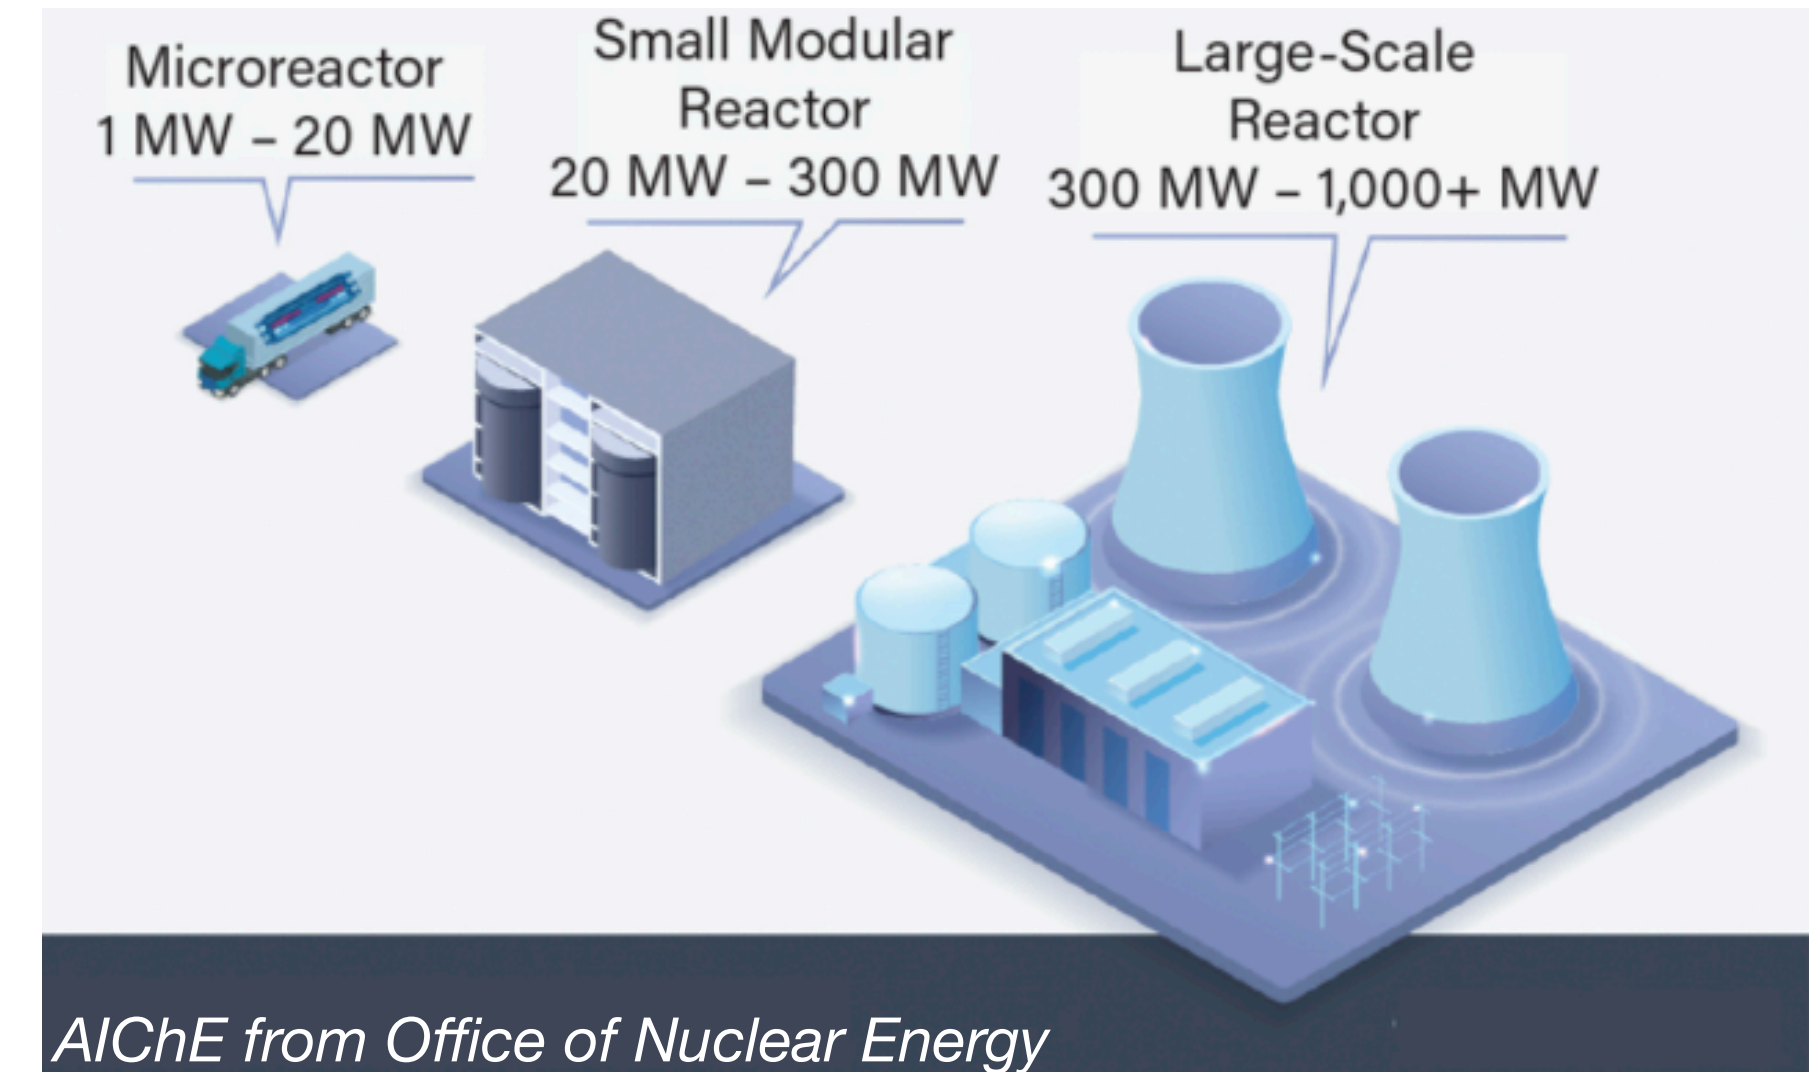 Microreactor
1 MW – 20 MW
Small Modular
Reactor
20 MW – 300 MW
Large-Scale
Reactor
300 MW – 1,000+ MW
AIChE from Office of Nuclear Energy